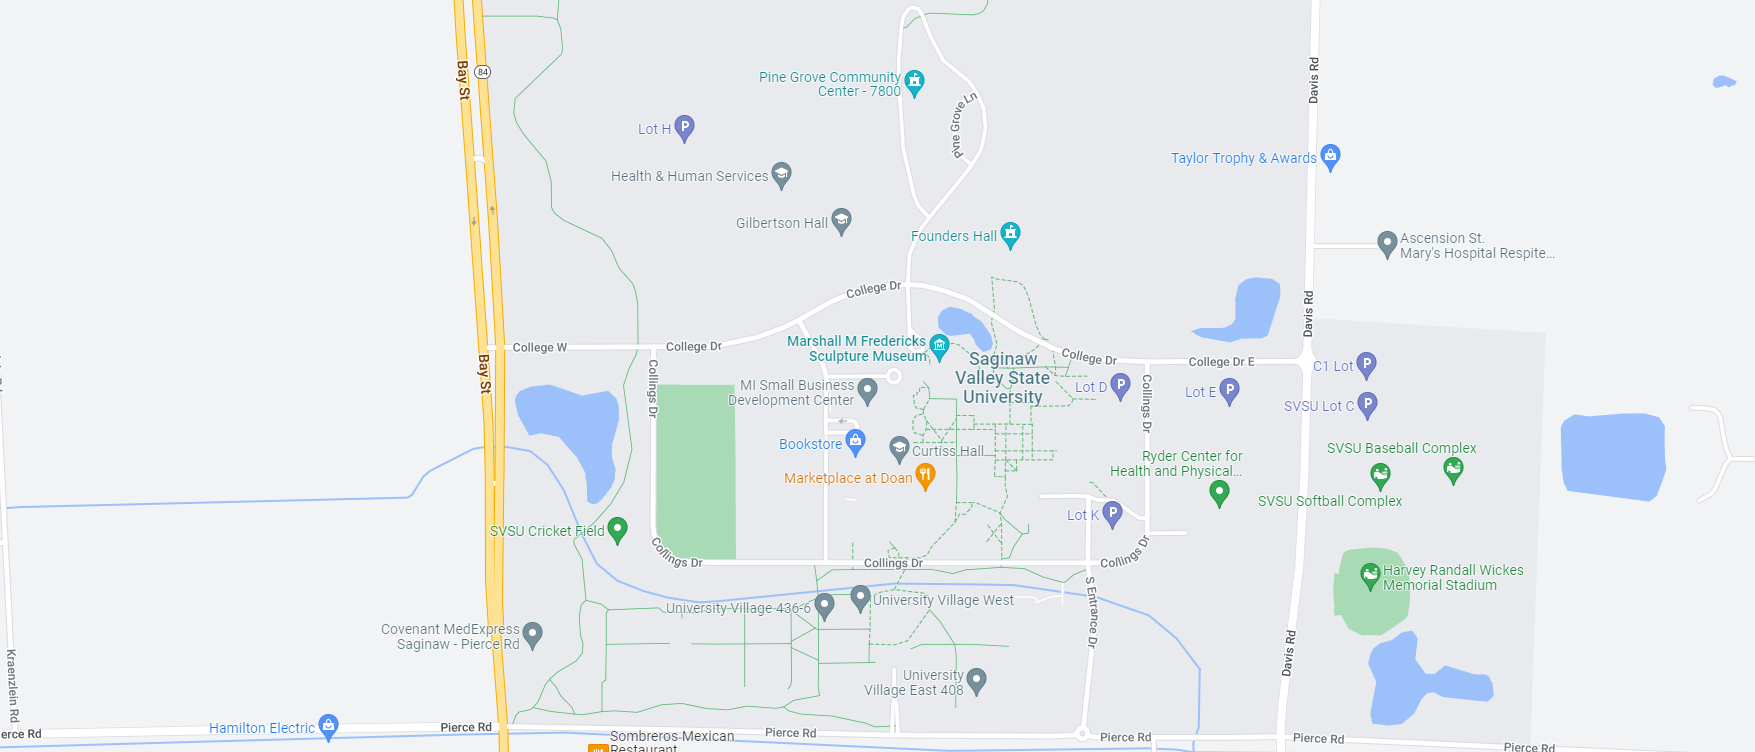 Bay St
84
Pine Grove Community
Center - 7800
Pine Grove Ln
Davis Rd
Lot H
P
Taylor Trophy & Awards
Health & Human Services
Gilbertson Hall
Founders Hall
Ascension St.
Mary's Hospital Respite...
College Dr
Davis Rd
College W
College Dr
Marshall M Fredericks
Sculpture Museum
Saginaw
Valley State
University
College Dr
College Dr E
C1 Lot
P
Bay St
Collings Dr
MI Small Business
Development Center
Lot D
P
Collings Dr
Lot E
P
SVSU Lot C
P
Bookstore
Curtiss Hall
SVSU Baseball Complex
Ryder Center for
Health and Physical...
Marketplace at Doan
SVSU Softball Complex
Lot K
P
SVSU Cricket Field
Collings Dr
Collings Dr
Collings Dr
Harvey Randall Wickes
Memorial Stadium
University Village 436-6
University Village West
S Entrance Dr
Covenant MedExpress
Saginaw - Pierce Rd
Davis Rd
Kraenzlein Rd
University
Village East 408
Hamilton Electric
erce Rd
Pierce Rd
Pierce Rd
Pierce Rd
Pierce Rd
Pierce Rd
Sombreros Mexican
Restaurant